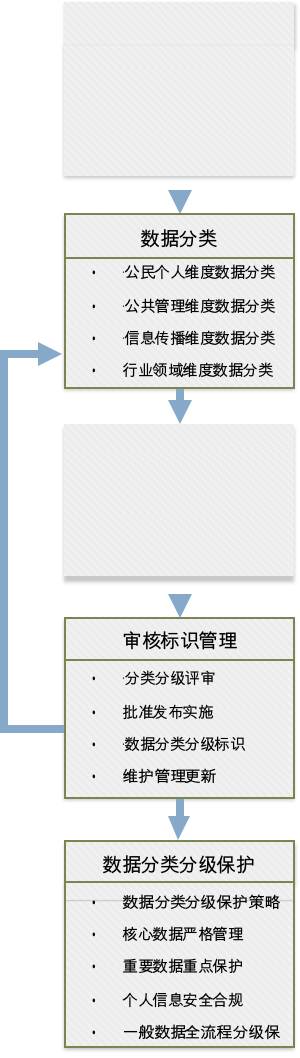 数据分类
· 公民个人维度数据分类
· 公共管理维度数据分类
· 信息传播维度数据分类
· 行业领域维度数据分类
审核标识管理
· 分类分级评审
· 批准发布实施
· 数据分类分级标识
· 维护管理更新
数据分类分级保护
· 数据分类分级保护策略
· 核心数据严格管理
· 重要数据重点保护
· 个人信息安全合规
· 一般数据全流程分级保